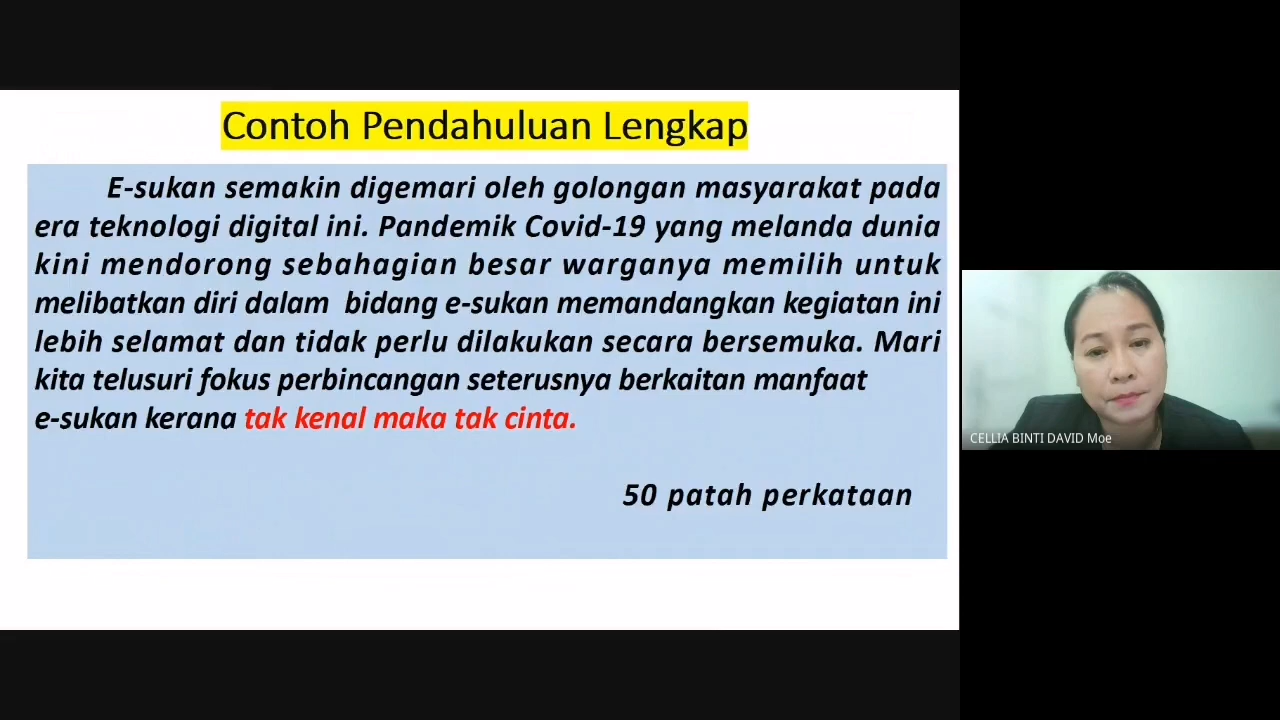 Contoh Pendahuluan Lengkap
E-sukan semakin digemari oleh golongan masyarakat pada
era teknologi digital ini. Pandemik Covid-19 yang melanda dunia
kini mendorong sebahagian besar warganya memilih untuk
melibatkan diri dalam bidang e-sukan memandangkan kegiatan ini
lebih selamat dan tidak perlu dilakukan secara bersemuka. Mari
kita telusuri fokus perbincangan seterusnya berkaitan manfaat
e-sukan kerana tak kenal maka tak cinta.
50 patah perkataan
CELLIA BINTI DAVID Moe